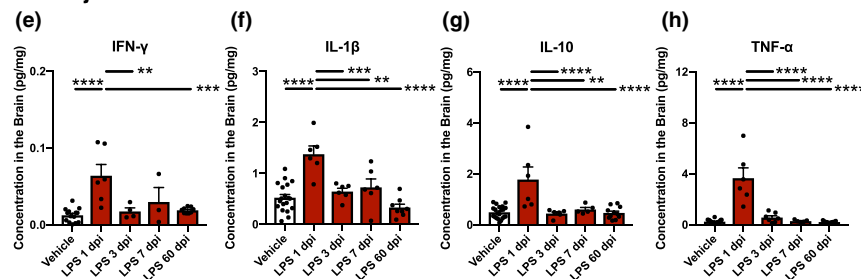 (e)
IFN-γ
Concentration in the Brain (pg/mg)
0.2
0.1
0.0
**
****
***
Vehicle
LPS 1 dpi
LPS 3 dpi
LPS 7 dpi
LPS 60 dpi
(f)
IL-1β
Concentration in the Brain (pg/mg)
3
2
1
0
***
**
****
****
Vehicle
LPS 1 dpi
LPS 3 dpi
LPS 7 dpi
LPS 60 dpi
(g)
IL-10
Concentration in the Brain (pg/mg)
6
4
2
0
****
**
****
****
Vehicle
LPS 1 dpi
LPS 3 dpi
LPS 7 dpi
LPS 60 dpi
(h)
TNF-α
Concentration in the Brain (pg/mg)
12
8
4
0
****
****
****
****
Vehicle
LPS 1 dpi
LPS 3 dpi
LPS 7 dpi
LPS 60 dpi